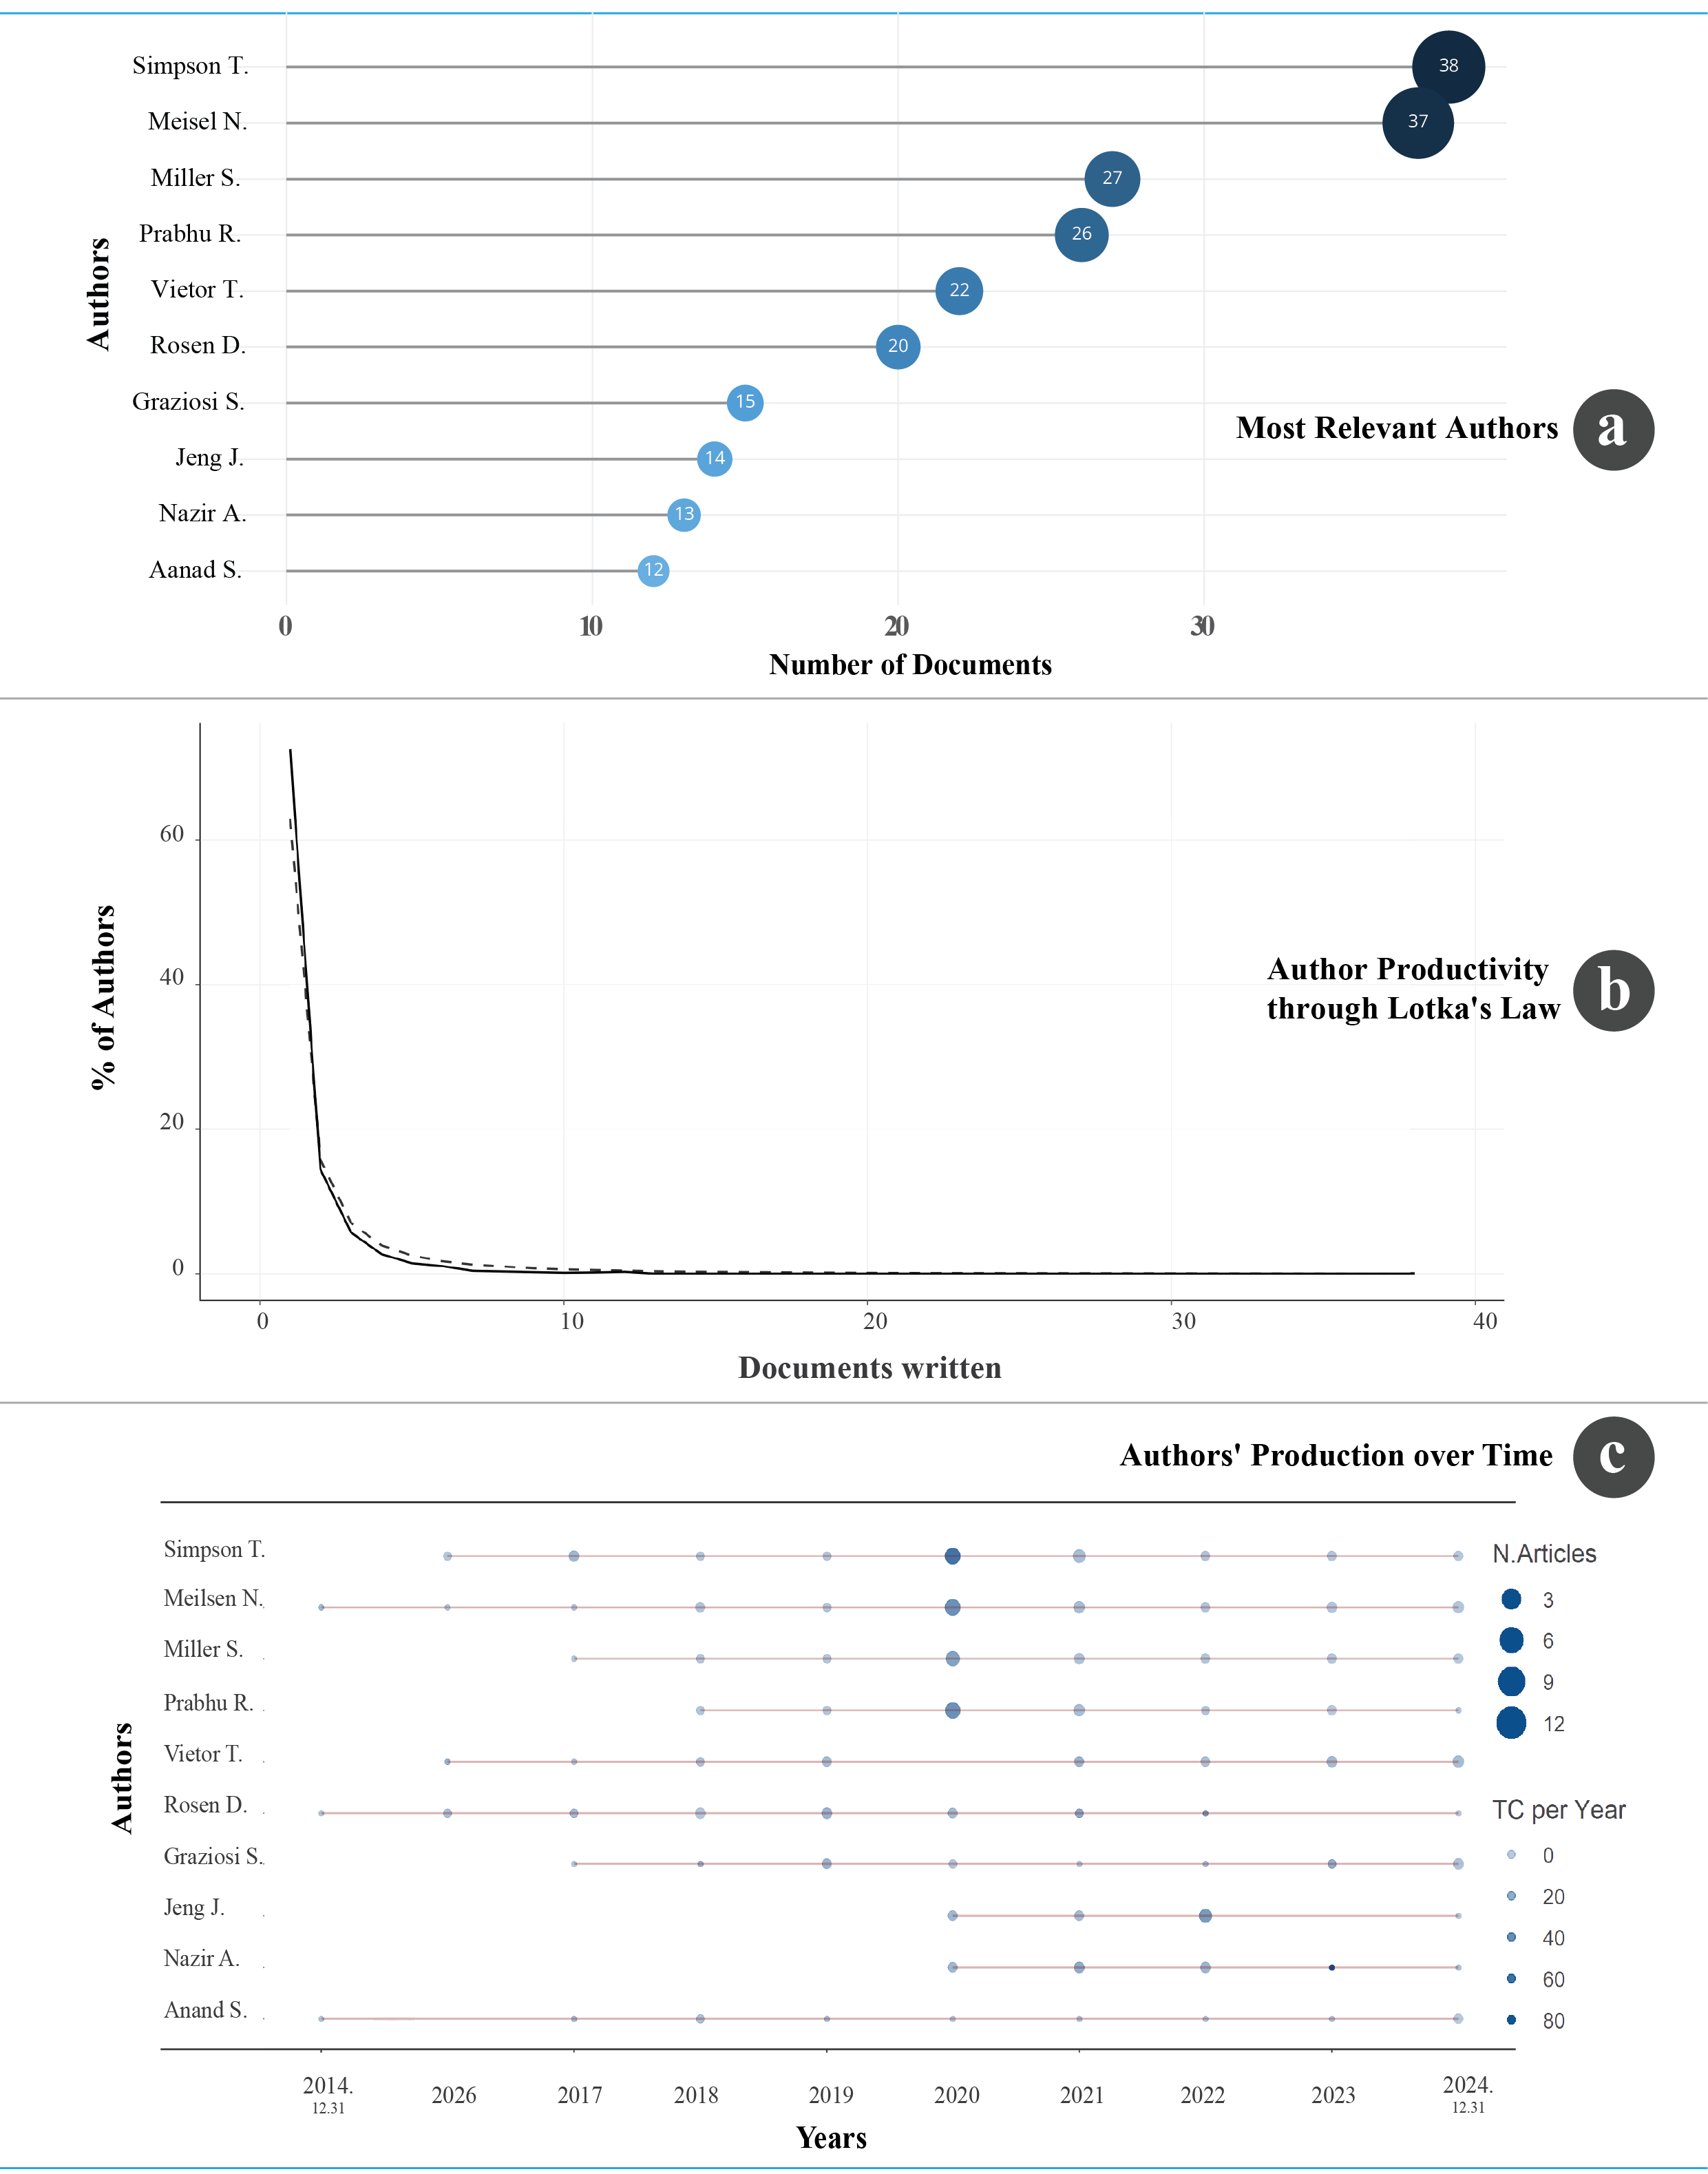 Simpson T.
38
Meisel N.
37
Miller S.
27
Prabhu R.
26
Vietor T.
22
Rosen D.
20
Graziosi S.
15
Jeng J.
14
Nazir A.
13
Aanad S.
12
Authors
Most Relevant Authors
a
0 10 20 30
Number of Documents
60
40
20
0
% of Authors
Author Productivity
through Lotka's Law
b
0 10 20 30 40
Documents written
Authors' Production over Time
c
Simpson T.
Meilsen N.
Miller S.
Prabhu R.
Vietor T.
Rosen D.
Graziosi S.
Jeng J.
Nazir A.
Anand S.
Authors
N.Articles
3
6
9
12
TC per Year
0
20
40
60
80
2014. 2026 2017 2018 2019 2020 2021 2022 2023 2024.
12.31 12.31
Years